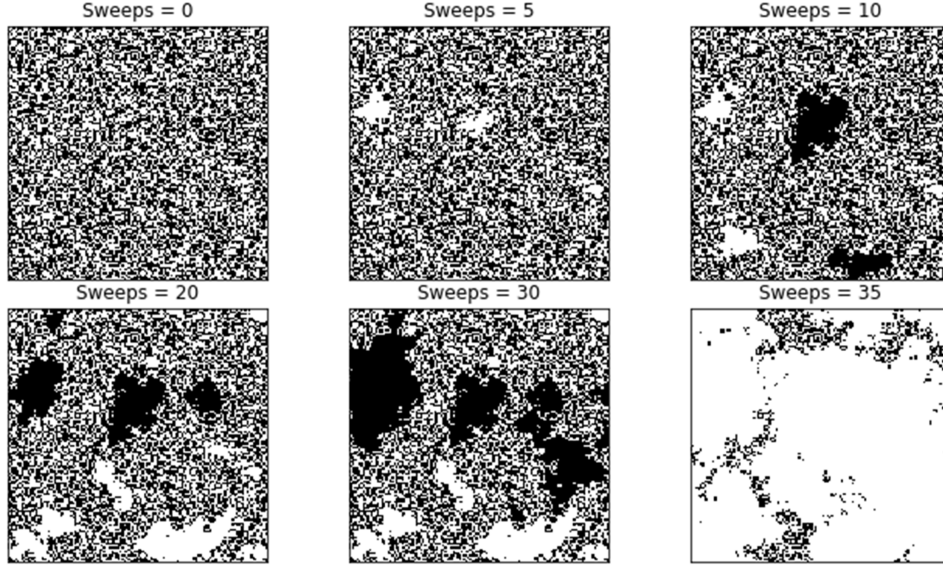 Sweeps = 0
Sweeps = 5
Sweeps = 10
Sweeps = 20
Sweeps = 30
Sweeps = 35